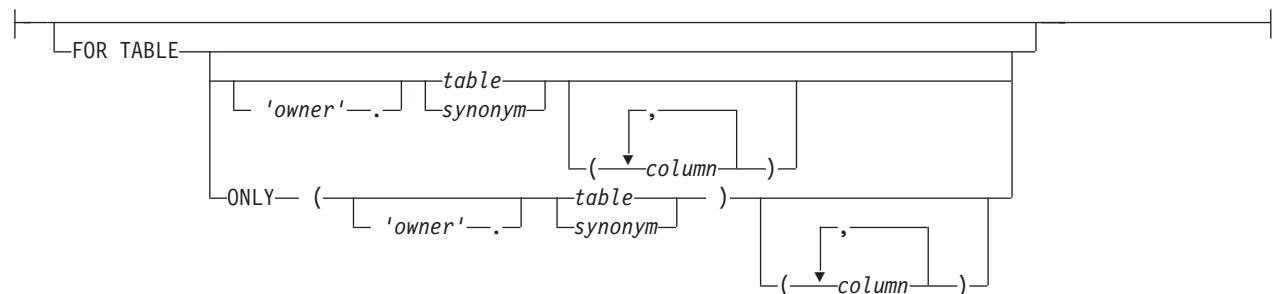 FOR TABLE
table
'owner' . synonym ,
( column )
ONLY ( table )
'owner' . synonym ,
( column )